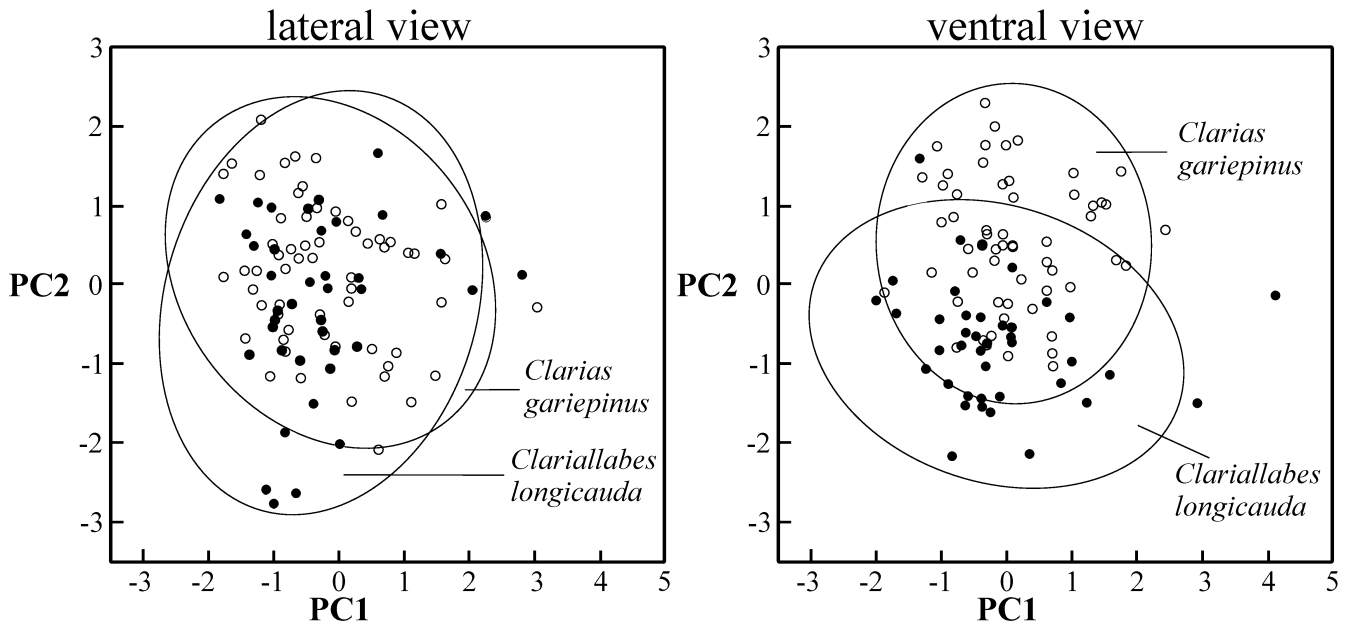 lateral view
3
2
1
PC2 0
-1
-2
-3
Clarias
gariepinus
Clariallabes
longicauda
-3 -2 -1 0 1 2 3 4 5
PC1
ventral view
3
2
1
PC2 0
-1
-2
-3
Clarias
gariepinus
Clariallabes
longicauda
-3 -2 -1 0 1 2 3 4 5
PC1